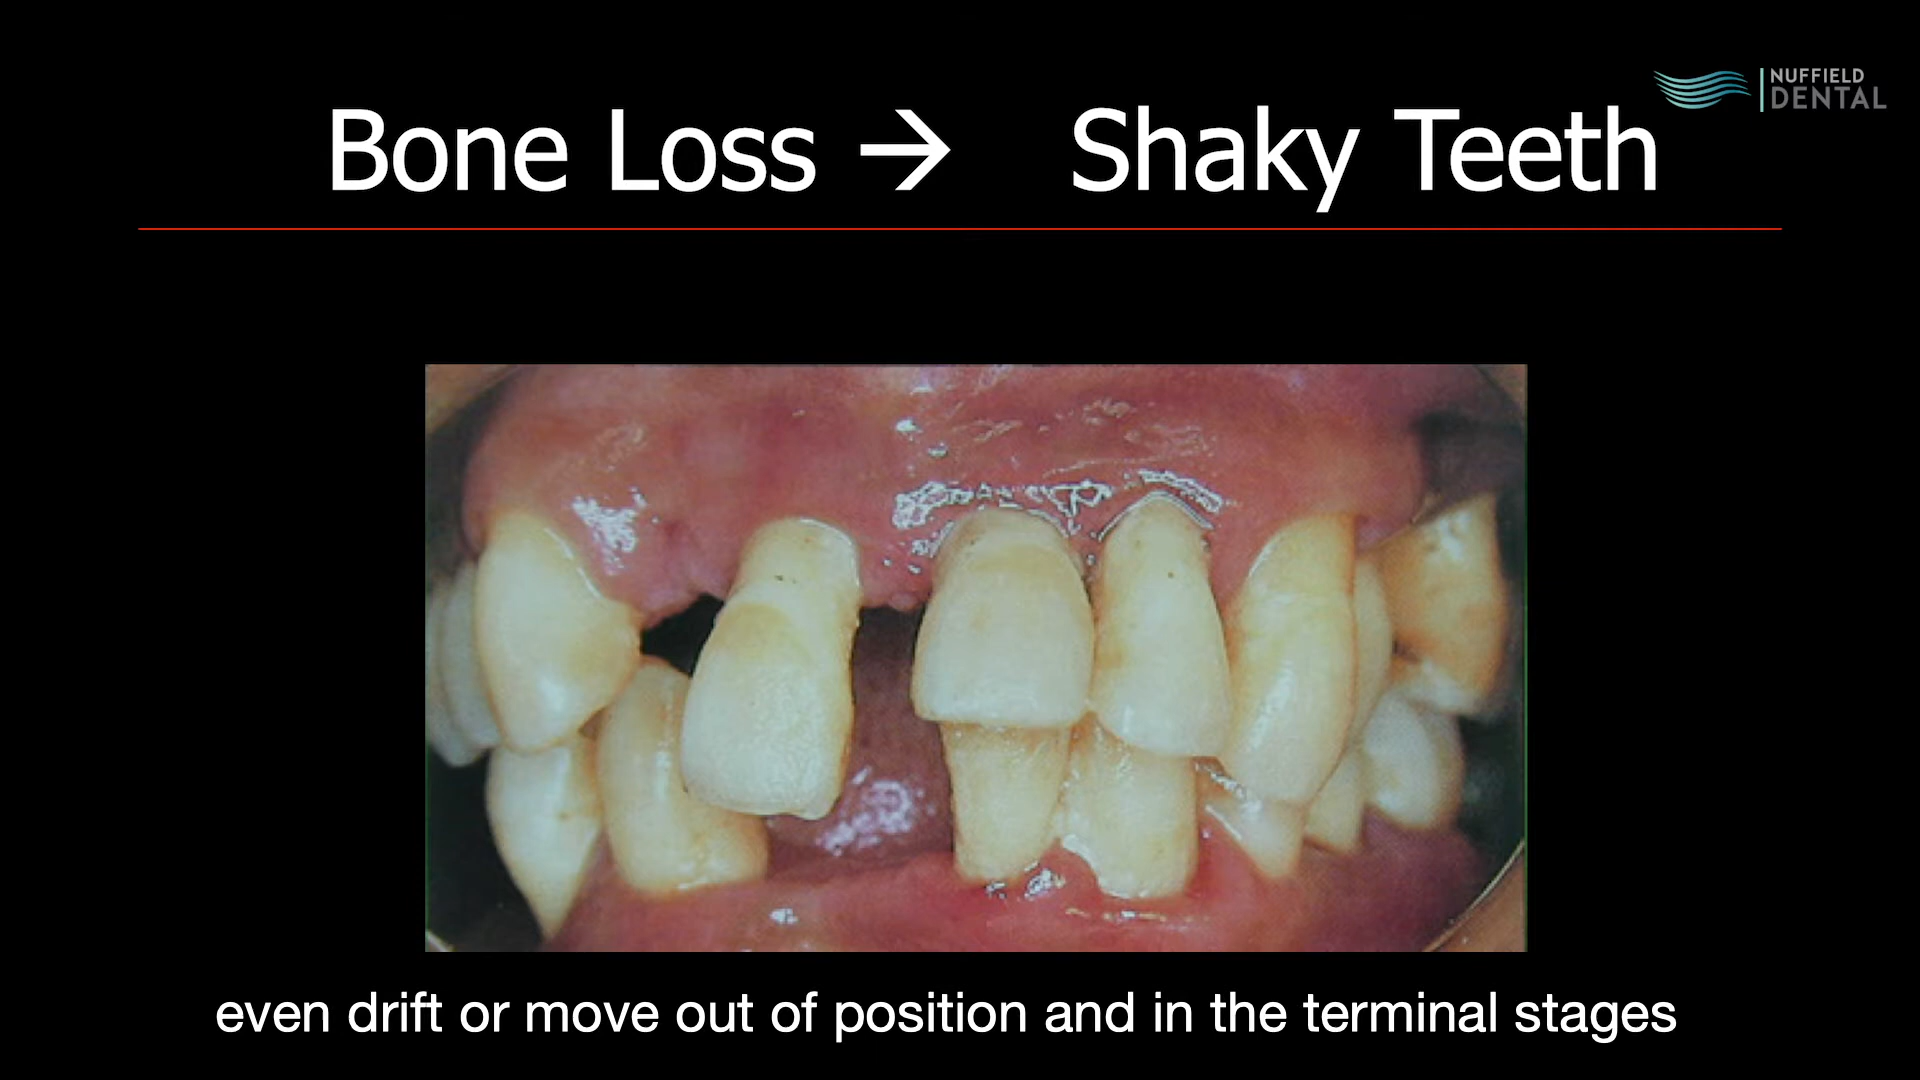 NUFFIELD
DENTAL
Bone Loss → Shaky Teeth
even drift or move out of position and in the terminal stages